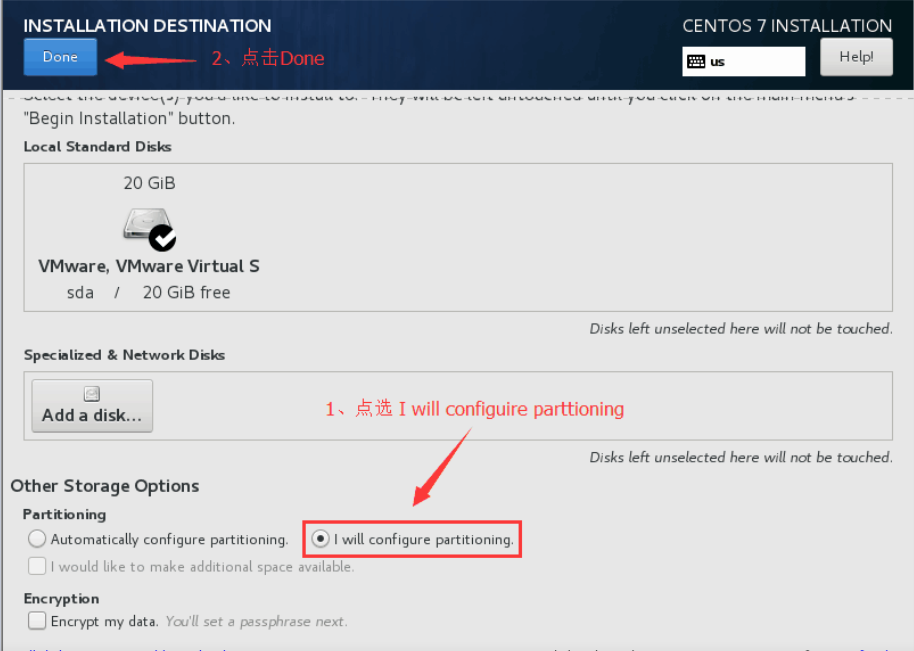 INSTALLATION DESTINATION
CENTOS 7 INSTALLATION
Done
2、点击Done
us
Help!
Select the device(s) you'd like to install to. They will be left untouched until you click on the main menu's
"Begin Installation" button.
Local Standard Disks
20 GiB
VMware, VMware Virtual S
sda / 20 GiB free
Disks left unselected here will not be touched.
Specialized & Network Disks
Add a disk...
1、点选 I will configuire parttioning
Disks left unselected here will not be touched.
Other Storage Options
Partitioning
Automatically configure partitioning.
I will configure partitioning.
I would like to make additional space available.
Encryption
Encrypt my data. You'll set a passphrase next.